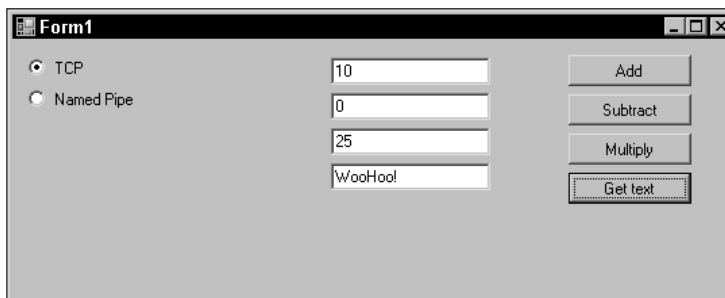 Form1
TCP
10
Add
Named Pipe
0
Subtract
25
Multiply
WooHoo!
Get text